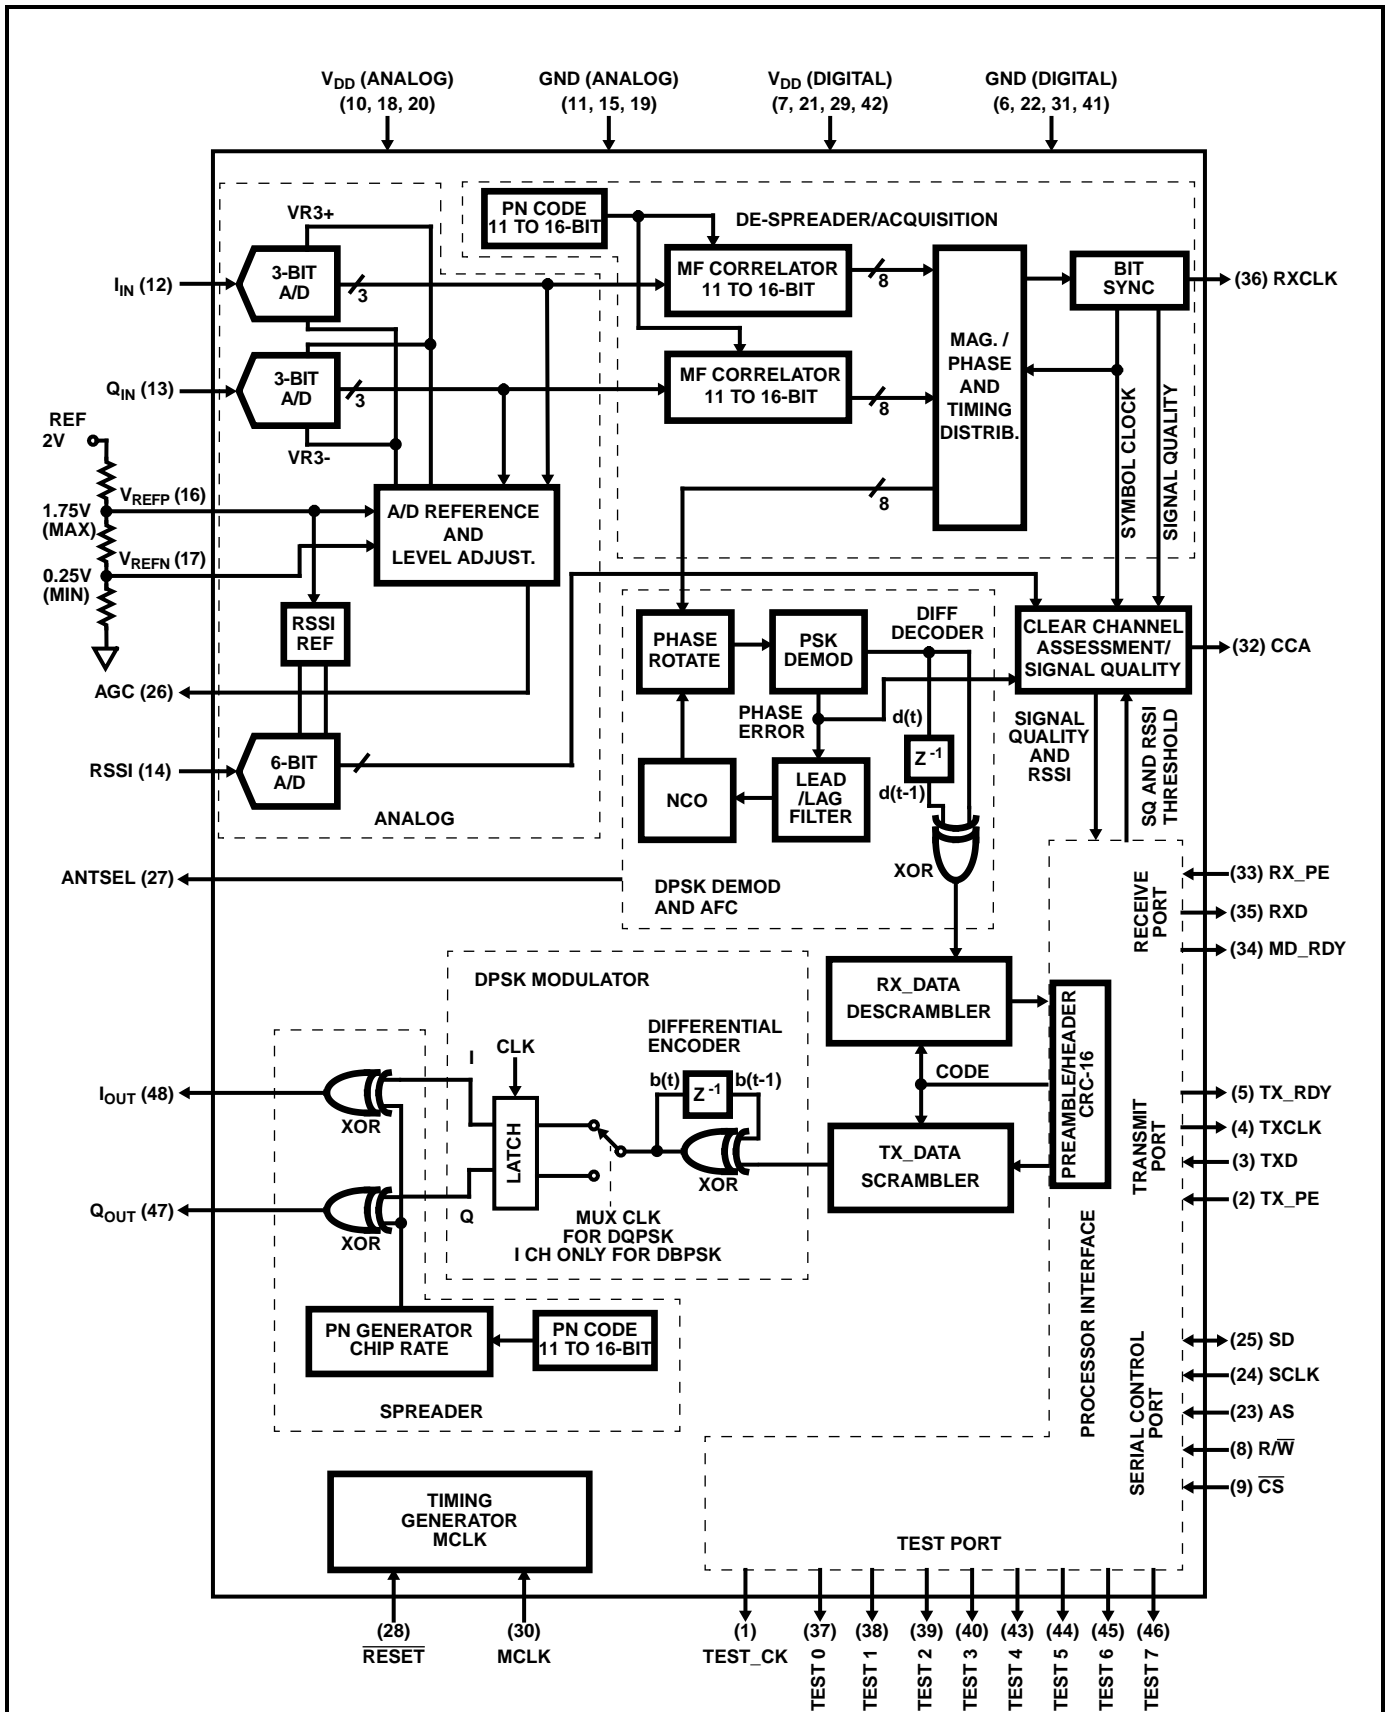 VDD (ANALOG)
(10, 18, 20)
GND (ANALOG)
(11, 15, 19)
VDD (DIGITAL)
(7, 21, 29, 42)
GND (DIGITAL)
(6, 22, 31, 41)
PN CODE
11 TO 16-BIT
DE-SPREADER/ACQUISITION
VR3+
IIN (12)
3-BIT
A/D
3
MF CORRELATOR
11 TO 16-BIT
8
BIT
SYNC
(36) RXCLK
QIN (13)
3-BIT
A/D
3
MF CORRELATOR
11 TO 16-BIT
8
MAG. /
PHASE
AND
TIMING
DISTRIB.
SYMBOL CLOCK
SIGNAL QUALITY
REF
2V
VR3-
VREFP (16)
1.75V
(MAX)
VREFN (17)
0.25V
(MIN)
A/D REFERENCE
AND
LEVEL ADJUST.
8
RSSI
REF
AGC (26)
RSSI (14)
6-BIT
A/D
ANALOG
PHASE
ROTATE
PSK
DEMOD
DIFF
DECODER
CLEAR CHANNEL
ASSESSMENT/
SIGNAL QUALITY
(32) CCA
PHASE
ERROR
d(t)
Z -1
d(t-1)
NCO
LEAD
/LAG
FILTER
XOR
SIGNAL
QUALITY
AND
RSSI
SQ AND RSSI
THRESHOLD
ANTSEL (27)
DPSK DEMOD
AND AFC
RECEIVE
PORT
(33) RX_PE
(35) RXD
(34) MD_RDY
DPSK MODULATOR
RX_DATA
DESCRAMBLER
PREAMBLE/HEADER
CRC-16
DIFFERENTIAL
ENCODER
I
CLK
b(t)
Z -1
b(t-1)
CODE
IOUT (48)
XOR
LATCH
XOR
TX_DATA
SCRAMBLER
TRANSMIT
PORT
(5) TX_RDY
(4) TXCLK
(3) TXD
(2) TX_PE
QOUT (47)
XOR
Q
MUX CLK
FOR DQPSK
I CH ONLY FOR DBPSK
PN GENERATOR
CHIP RATE
PN CODE
11 TO 16-BIT
SPREADER
PROCESSOR INTERFACE
SERIAL CONTROL
PORT
(25) SD
(24) SCLK
(23) AS
(8) R/W̅
(9) C̅S̅
TIMING
GENERATOR
MCLK
TEST PORT
(28)
R̅E̅S̅E̅T̅
(30)
MCLK
(1)
TEST_CK
(37)
TEST 0
(38)
TEST 1
(39)
TEST 2
(40)
TEST 3
(43)
TEST 4
(44)
TEST 5
(45)
TEST 6
(46)
TEST 7